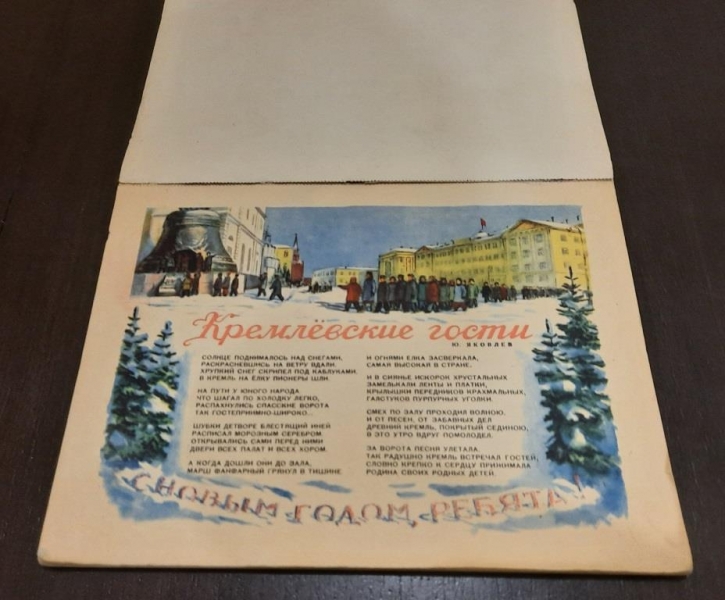 Кремлёвские гости
Ю. ЯКОВЛЕВ
СОЛНЦЕ ПОДНИМАЛОСЬ НАД СНЕГАМИ,
РАСКРАСНЕВШИСЬ НА ВЕТРУ ВДАЛИ.
ХРУПКИЙ СНЕГ СКРИПЕЛ ПОД КАБЛУКАМИ.
В КРЕМЛЬ НА ЁЛКУ ПИОНЕРЫ ШЛИ.
НА ПУТИ У ЮНОГО НАРОДА
ЧТО ШАГАЛ ПО ХОЛОДКУ ЛЕГКО,
РАСПАХНУЛИСЬ СПАССКИЕ ВОРОТА
ТАК ГОСТЕПРИИМНО-ШИРОКО...
ШУБКИ ДЕТВОРЕ БЛЕСТЯЩИЙ ИНЕЙ
РАСПИСАЛ МОРОЗНЫМ СЕРЕБРОМ.
ОТКРЫВАЛИСЬ САМИ ПЕРЕД НИМИ
ДВЕРИ ВСЕХ ПАЛАТ И ВСЕХ ХОРОМ.
А КОГДА ДОШЛИ ОНИ ДО ЗАЛА,
МАРШ ФАНФАРНЫЙ ГРЯНУЛ В ТИШИНЕ.
И ОГНЯМИ ЁЛКА ЗАСВЕРКАЛА,
САМАЯ ВЫСОКАЯ В СТРАНЕ.
И В СИЯНЬЕ ИСКОРОК ХРУСТАЛЬНЫХ
ЗАМЕЛЬКАЛИ ЛЕНТЫ И ПЛАТКИ,
КРЫЛЫШКИ ПЕРЕДНИКОВ КРАХМАЛЬНЫХ,
ГАЛСТУКОВ ПУРПУРНЫХ УГОЛКИ.
СМЕХ ПО ЗАЛУ ПРОХОДИЛ ВОЛНОЮ.
И ОТ ПЕСЕН, ОТ ЗАБАВНЫХ ДЕЛ
ДРЕВНИЙ КРЕМЛЬ, ПОКРЫТЫЙ СЕДИНОЮ,
В ЭТО УТРО ВДРУГ ПОМОЛОДЕЛ.
ЗА ВОРОТА ПЕСНИ УЛЕТАЛИ.
ТАК РАДУШНО КРЕМЛЬ ВСТРЕЧАЛ ГОСТЕЙ,
СЛОВНО КРЕПКО К СЕРДЦУ ПРИЖИМАЛА
РОДИНА СВОИХ РОДНЫХ ДЕТЕЙ.
С НОВЫМ ГОДОМ, РЕБЯТА!